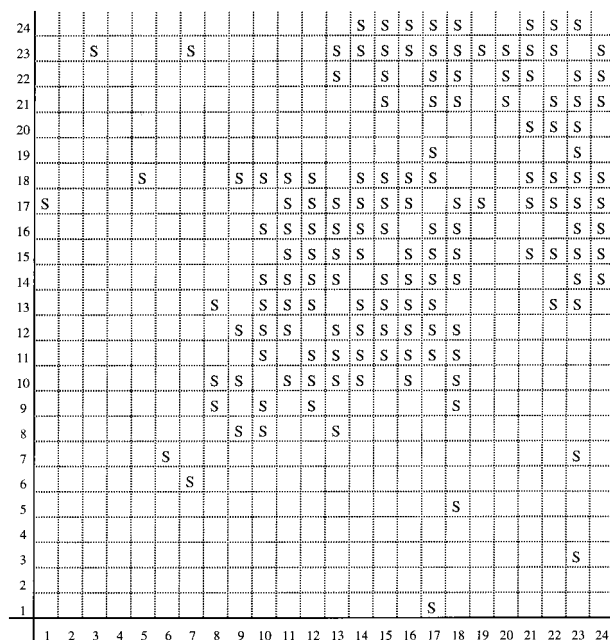 24 S S S S S S S S
23 S S S S S S S S S S S S S
22 S S S S S S S S
21 S S S S S S S
20 S S S
19 S S
18 S S S S S S S S S S S S S
17 S S S S S S S S S S S S S
16 S S S S S S S S S S
15 S S S S S S S S S S S
14 S S S S S S S S S S
13 S S S S S S S S S S
12 S S S S S S S S S
11 S S S S S S S S
10 S S S S S S S S
9 S S S S
8 S S S
7 S S
6 S
5 S
4
3 S
2
1 S
1 2 3 4 5 6 7 8 9 10 11 12 13 14 15 16 17 18 19 20 21 22 23 24